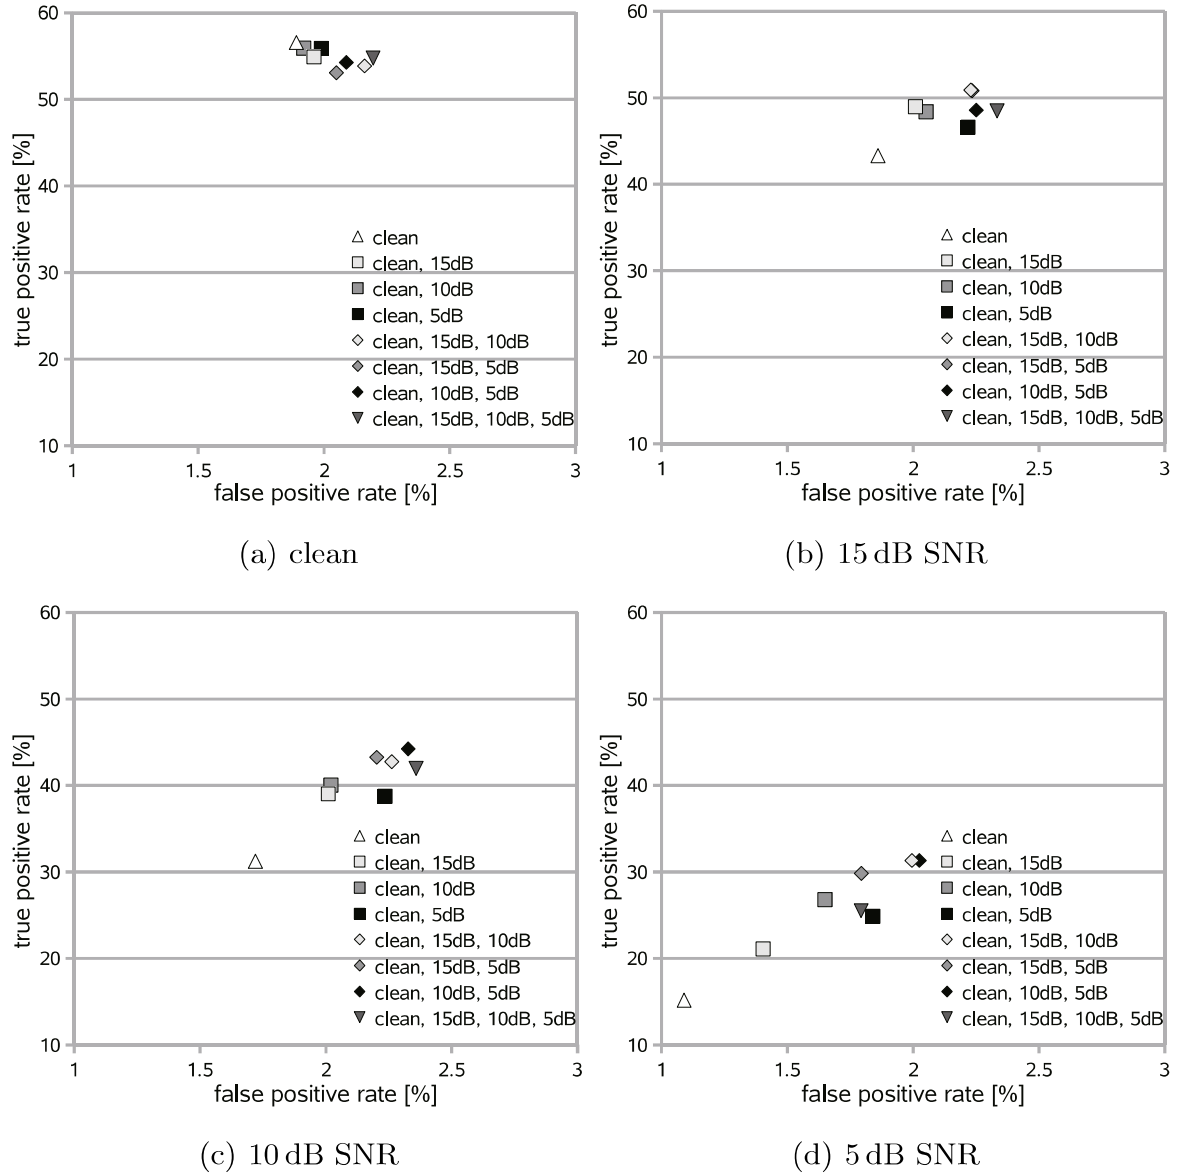 60
50
40
30
20
10
true positive rate [%]
clean
clean, 15dB
clean, 10dB
clean, 5dB
clean, 15dB, 10dB
clean, 15dB, 5dB
clean, 10dB, 5dB
clean, 15dB, 10dB, 5dB
1 1.5 2 2.5 3
false positive rate [%]
(a) clean
60
50
40
30
20
10
true positive rate [%]
clean
clean, 15dB
clean, 10dB
clean, 5dB
clean, 15dB, 10dB
clean, 15dB, 5dB
clean, 10dB, 5dB
clean, 15dB, 10dB, 5dB
1 1.5 2 2.5 3
false positive rate [%]
(b) 15 dB SNR
60
50
40
30
20
10
true positive rate [%]
clean
clean, 15dB
clean, 10dB
clean, 5dB
clean, 15dB, 10dB
clean, 15dB, 5dB
clean, 10dB, 5dB
clean, 15dB, 10dB, 5dB
1 1.5 2 2.5 3
false positive rate [%]
(c) 10 dB SNR
60
50
40
30
20
10
true positive rate [%]
clean
clean, 15dB
clean, 10dB
clean, 5dB
clean, 15dB, 10dB
clean, 15dB, 5dB
clean, 10dB, 5dB
clean, 15dB, 10dB, 5dB
1 1.5 2 2.5 3
false positive rate [%]
(d) 5 dB SNR